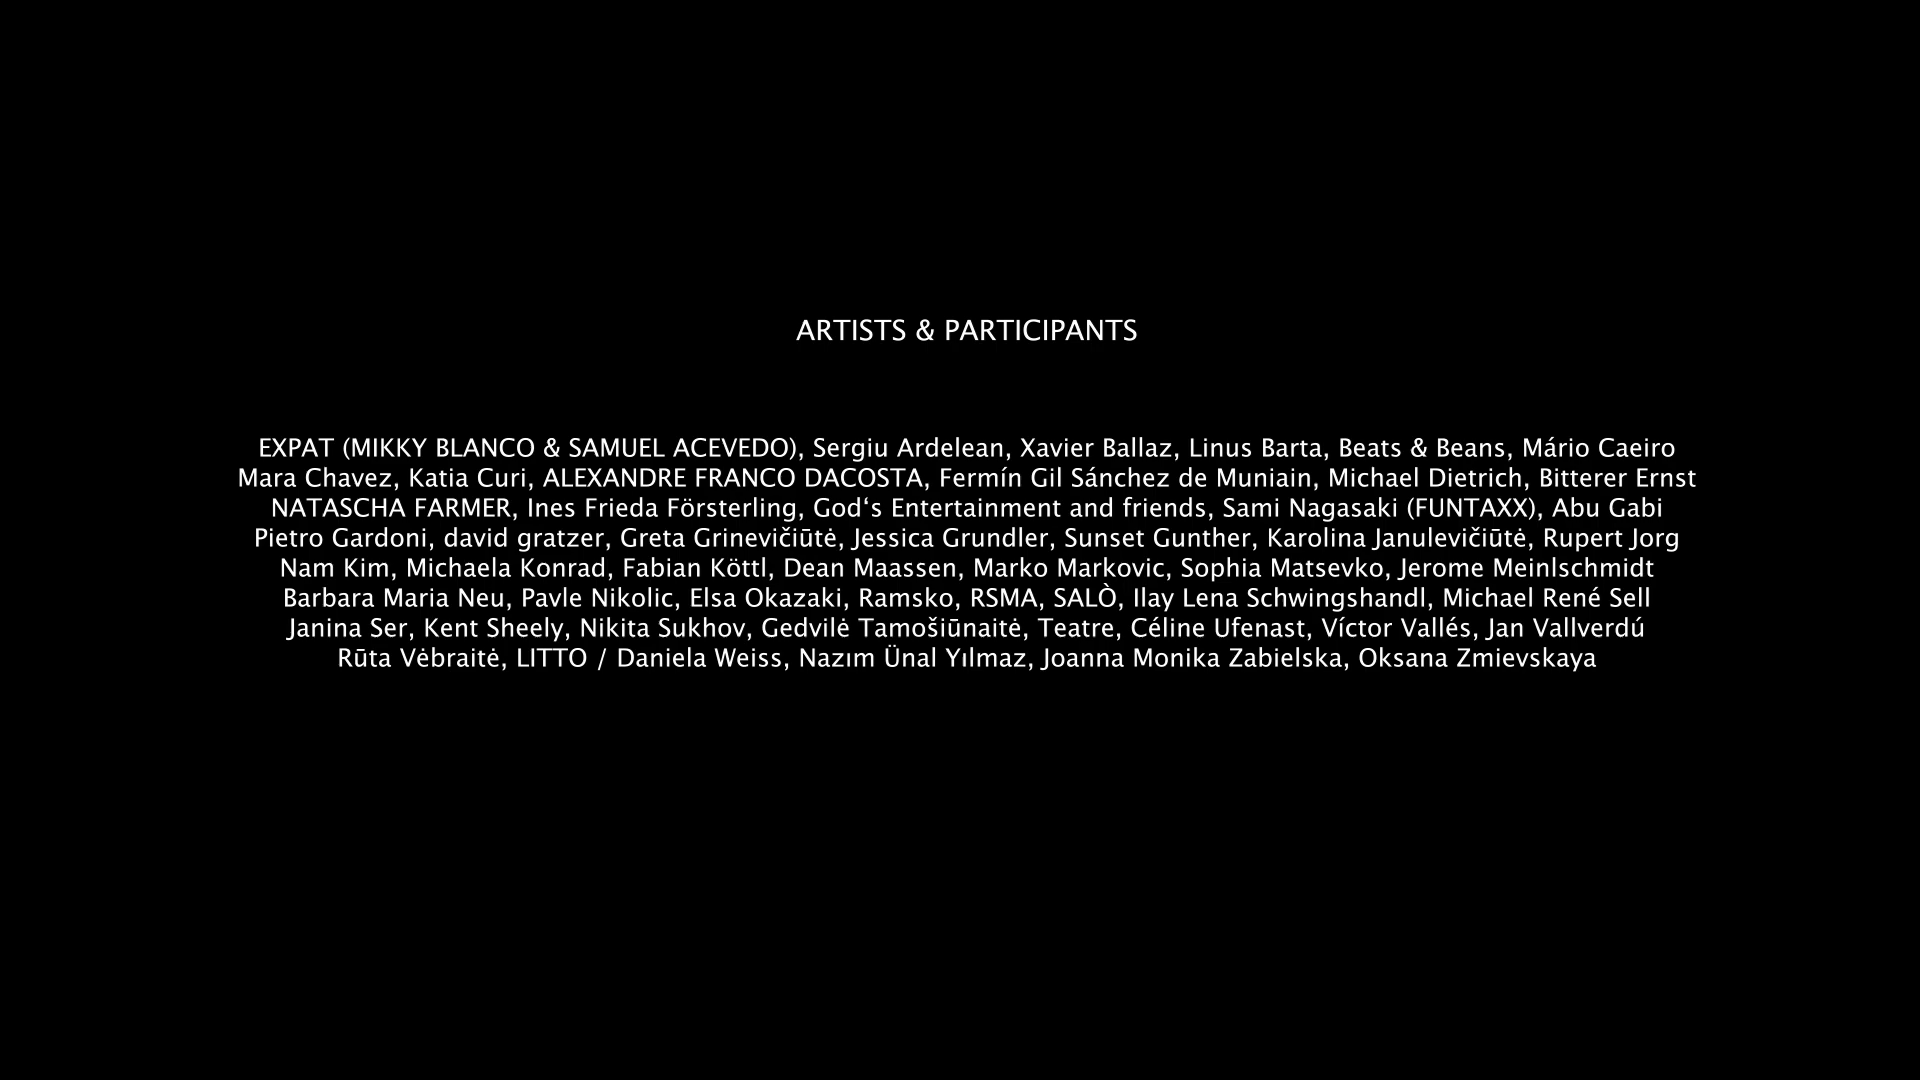 ARTISTS & PARTICIPANTS
EXPAT (MIKKY BLANCO & SAMUEL ACEVEDO), Sergiu Ardelean, Xavier Ballaz, Linus Barta, Beats & Beans, Mário Caeiro
Mara Chavez, Katia Curi, ALEXANDRE FRANCO DACOSTA, Fermín Gil Sánchez de Muniain, Michael Dietrich, Bitterer Ernst
NATASCHA FARMER, Ines Frieda Försterling, God‘s Entertainment and friends, Sami Nagasaki (FUNTAXX), Abu Gabi
Pietro Gardoni, david gratzer, Greta Grinevičiūtė, Jessica Grundler, Sunset Gunther, Karolina Janulevičiūtė, Rupert Jorg
Nam Kim, Michaela Konrad, Fabian Köttl, Dean Maassen, Marko Markovic, Sophia Matsevko, Jerome Meinlschmidt
Barbara Maria Neu, Pavle Nikolic, Elsa Okazaki, Ramsko, RSMA, SALÒ, Ilay Lena Schwingshandl, Michael René Sell
Janina Ser, Kent Sheely, Nikita Sukhov, Gedvilė Tamošiūnaitė, Teatre, Céline Ufenast, Víctor Vallés, Jan Vallverdú
Rūta Vėbraitė, LITTO / Daniela Weiss, Nazım Ünal Yılmaz, Joanna Monika Zabielska, Oksana Zmievskaya